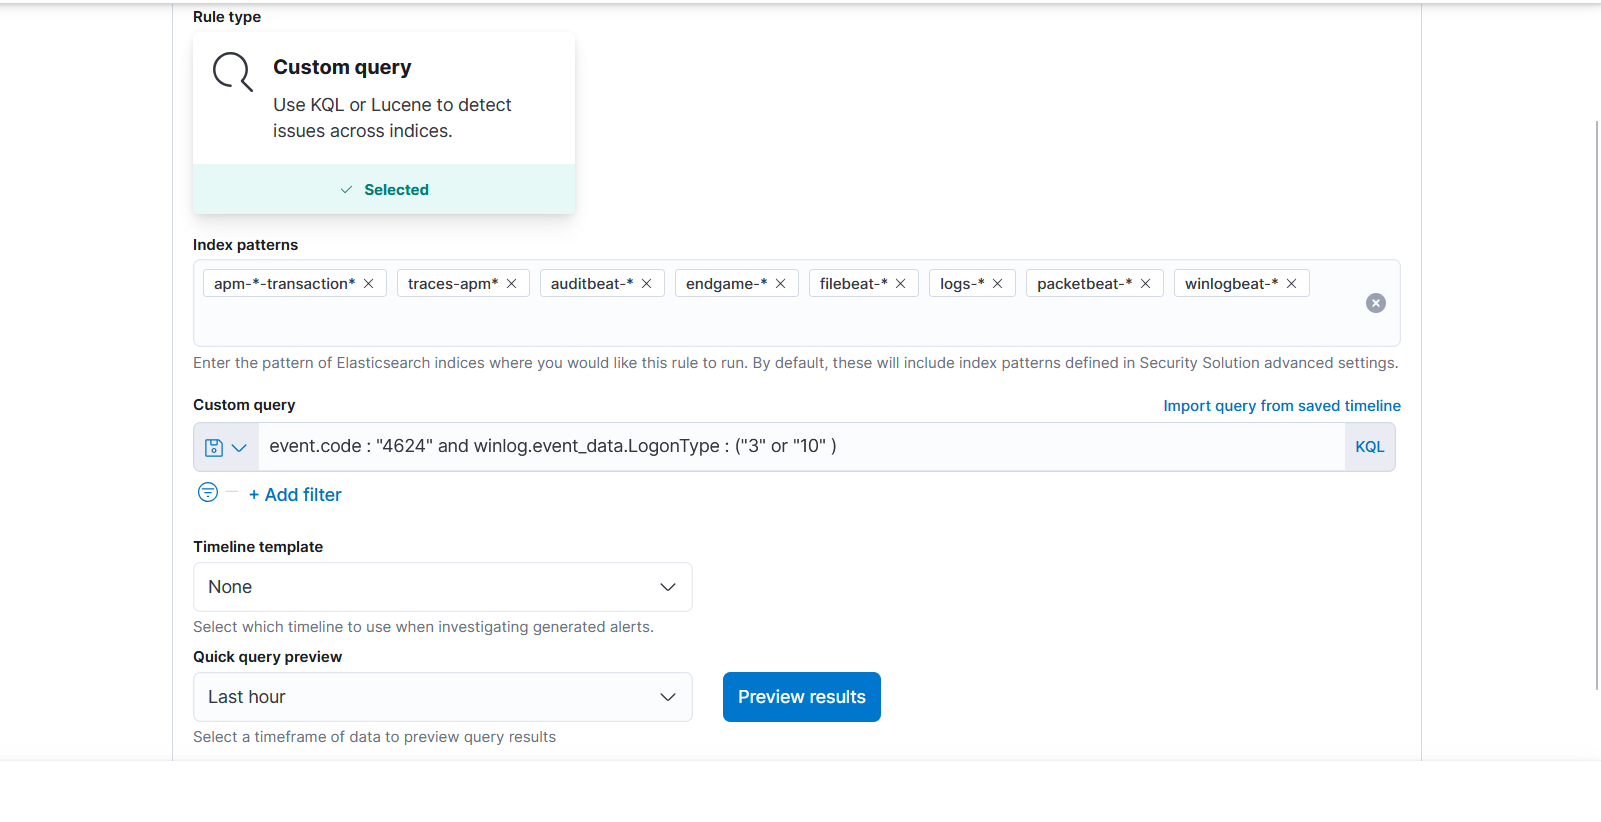 Rule type
Custom query
Use KQL or Lucene to detect
issues across indices.
Selected
Index patterns
apm-*-transaction* traces-apm* auditbeat-* endgame-* filebeat-* logs-* packetbeat-* winlogbeat-*
Enter the pattern of Elasticsearch indices where you would like this rule to run. By default, these will include index patterns defined in Security Solution advanced settings.
Custom query Import query from saved timeline
event.code : "4624" and winlog.event_data.LogonType : ("3" or "10" ) KQL
+ Add filter
Timeline template
None
Select which timeline to use when investigating generated alerts.
Quick query preview
Last hour Preview results
Select a timeframe of data to preview query results